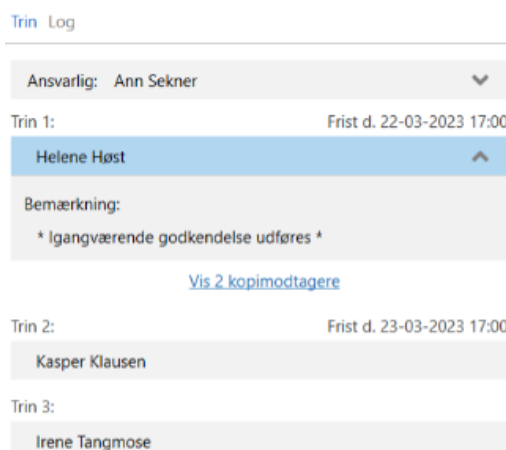 Trin Log
Ansvarlig: Ann Sekner
Trin 1: Frist d. 22-03-2023 17:00
Helene Høst
Bemærkning:
* Igangværende godkendelse udføres *
Vis 2 kopimodtagere
Trin 2: Frist d. 23-03-2023 17:00
Kasper Klausen
Trin 3:
Irene Tangmose